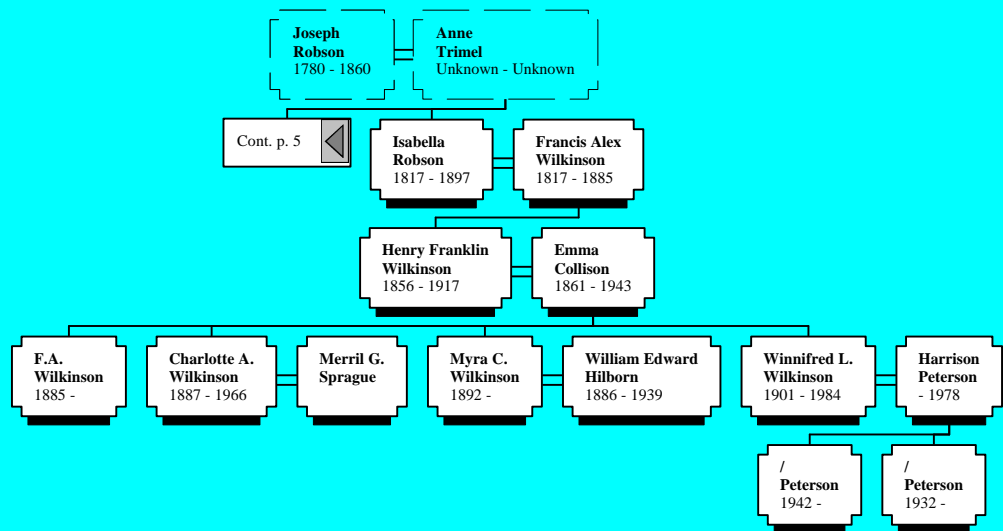 Joseph
Robson
1780 - 1860
Anne
Trimel
Unknown - Unknown
Cont. p. 5
Isabella
Robson
1817 - 1897
Francis Alex
Wilkinson
1817 - 1885
Henry Franklin
Wilkinson
1856 - 1917
Emma
Collison
1861 - 1943
F.A.
Wilkinson
1885 -
Charlotte A.
Wilkinson
1887 - 1966
Merril G.
Sprague
Myra C.
Wilkinson
1892 -
William Edward
Hilborn
1886 - 1939
Winnifred L.
Wilkinson
1901 - 1984
Harrison
Peterson
- 1978
/
Peterson
1942 -
/
Peterson
1932 -